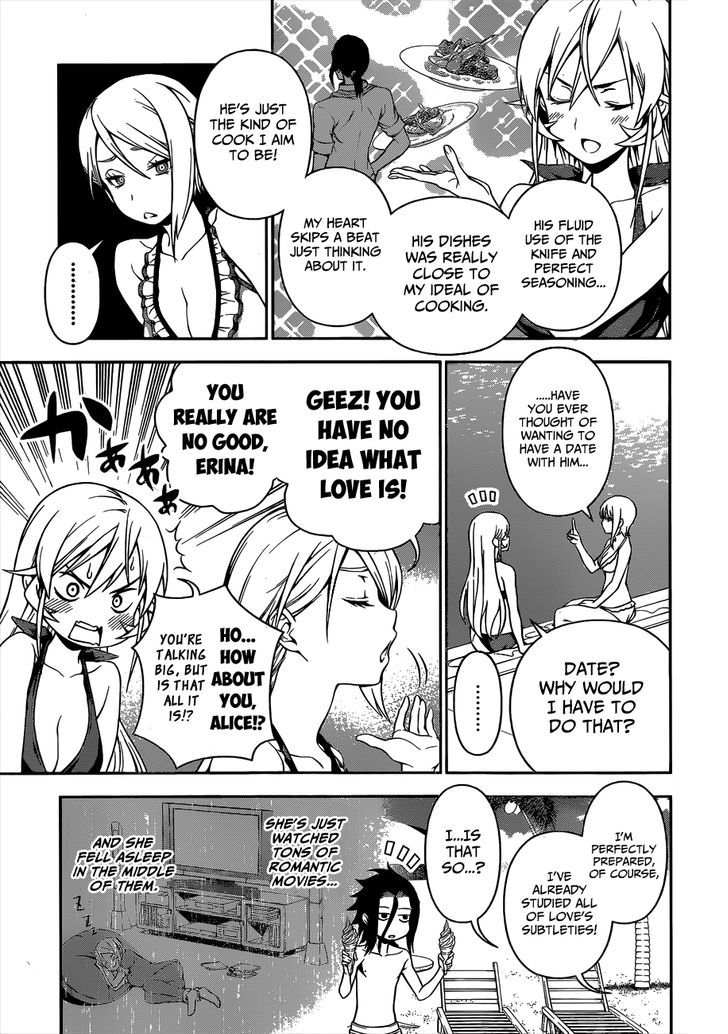 HIS FLUID
USE OF THE
KNIFE AND
PERFECT
SEASONING...
HIS DISHES
WAS REALLY
CLOSE TO
MY IDEAL OF
COOKING.
MY HEART
SKIPS A BEAT
JUST THINKING
ABOUT IT.
HE'S JUST
THE KIND OF
COOK I AIM
TO BE!
.........
.....HAVE
YOU EVER
THOUGHT OF
WANTING TO
HAVE A DATE
WITH HIM...
DATE?
WHY WOULD
I HAVE TO
DO THAT?
.........
GEEZ! YOU
HAVE NO
IDEA WHAT
LOVE IS!
YOU
REALLY ARE
NO GOOD,
ERINA!
かぁぁ
HO...
HOW
ABOUT
YOU,
ALICE!?
YOU'RE
TALKING
BIG, BUT
IS THAT
ALL IT
IS!?
I'M
PERFECTLY
PREPARED,
OF COURSE,
I'VE
ALREADY
STUDIED ALL
OF LOVE'S
SUBTLETIES!
I...IS
THAT
SO...?
SHE'S JUST
WATCHED
TONS OF
ROMANTIC
MOVIES...
AND SHE
FELL ASLEEP
IN THE MIDDLE
OF THEM.